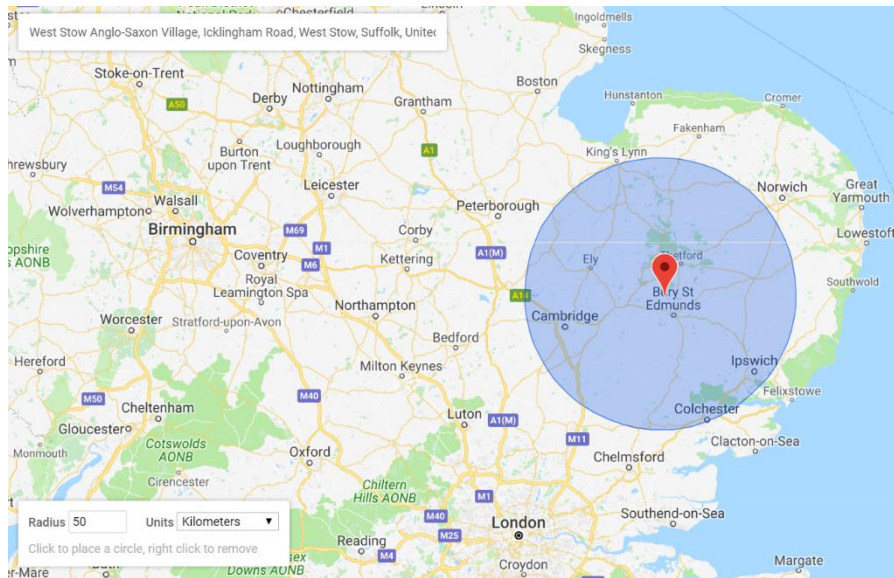 West Stow Anglo-Saxon Village, Icklingham Road, West Stow, Suffolk, Unite
Chesterfield
Lincoln
Ingoldmells
Skegness
Stoke-on-Trent
A50
Derby
Nottingham
Grantham
Boston
Hunstanton
Cromer
Fakenham
Burton
upon Trent
Loughborough
A1
King's Lynn
hrewsbury
M54
Walsall
Leicester
Norwich
Great
Yarmouth
Wolverhampton
Peterborough
Birmingham
M69
Corby
Lowestoft
opshire
s AONB
Coventry
M1
M6
Kettering
A1(M)
Ely
Thetford
Royal
Leamington Spa
Southwold
Northampton
Bury St
Edmunds
Worcester
Stratford-upon-Avon
Cambridge
Bedford
Hereford
Milton Keynes
Ipswich
M50
M40
Felixstowe
Cheltenham
Luton
Colchester
Gloucester
A1(M)
M11
Clacton-on-Sea
Cotswolds
AONB
Oxford
Chelmsford
Monmouth
Cirencester
Chiltern
Hills AONB
M1
Radius 50 Units Kilometers
M40
London
Southend-on-Sea
Click to place a circle, right click to remove
Reading
M25
M4
Downs AONB
Croydon
Margate
er-Mare